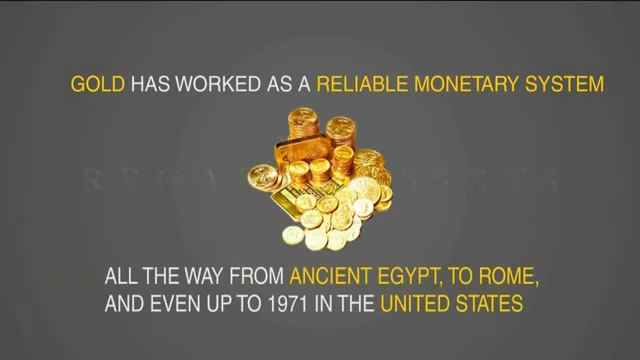 GOLD HAS WORKED AS A RELIABLE MONETARY SYSTEM
ALL THE WAY FROM ANCIENT EGYPT, TO ROME,
AND EVEN UP TO 1971 IN THE UNITED STATES